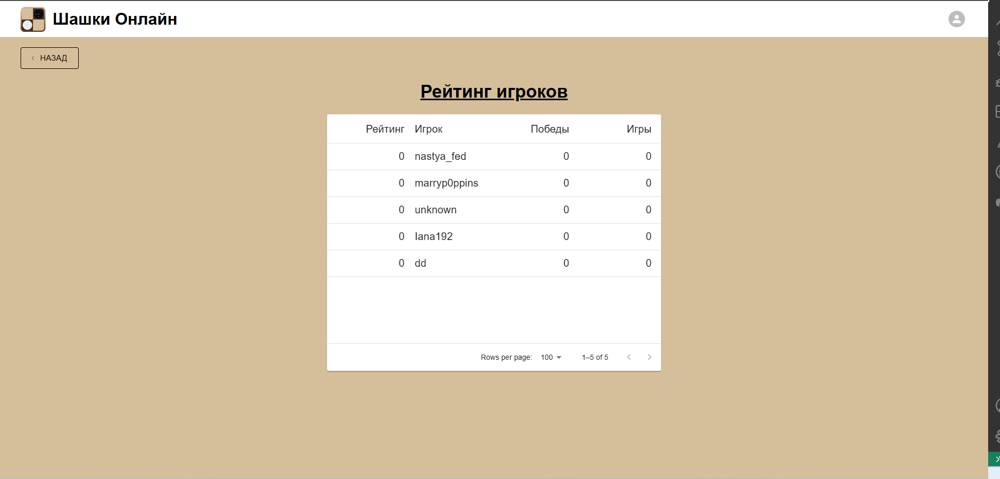 Шашки Онлайн
НАЗАД
Рейтинг игроков
Рейтинг Игрок Победы Игры
0 nastya_fed 0 0
0 marryp0ppins 0 0
0 unknown 0 0
0 lana192 0 0
0 dd 0 0
Rows per page: 100 1–5 of 5